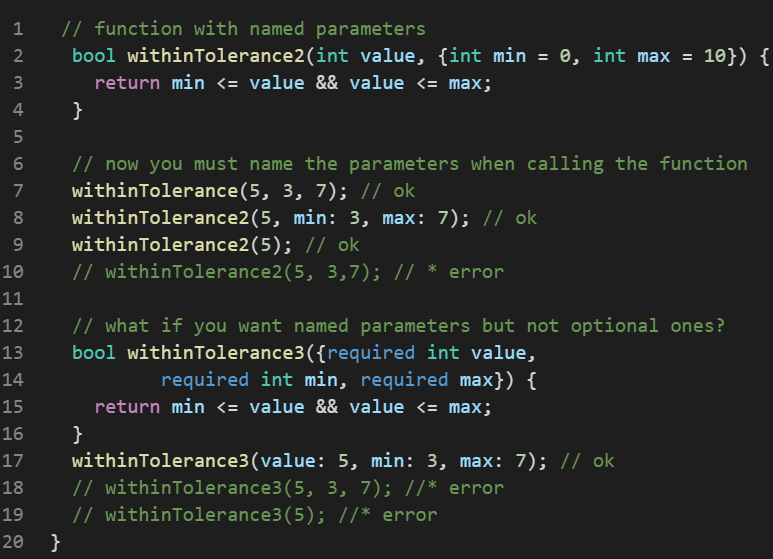 1 // function with named parameters
2 bool withinTolerance2(int value, {int min = 0, int max = 10}) {
3 return min <= value && value <= max;
4 }
5
6 // now you must name the parameters when calling the function
7 withinTolerance(5, 3, 7); // ok
8 withinTolerance2(5, min: 3, max: 7); // ok
9 withinTolerance2(5); // ok
10 // withinTolerance2(5, 3,7); // * error
11
12 // what if you want named parameters but not optional ones?
13 bool withinTolerance3({required int value,
14 required int min, required max}) {
15 return min <= value && value <= max;
16 }
17 withinTolerance3(value: 5, min: 3, max: 7); // ok
18 // withinTolerance3(5, 3, 7); //* error
19 // withinTolerance3(5); //* error
20 }